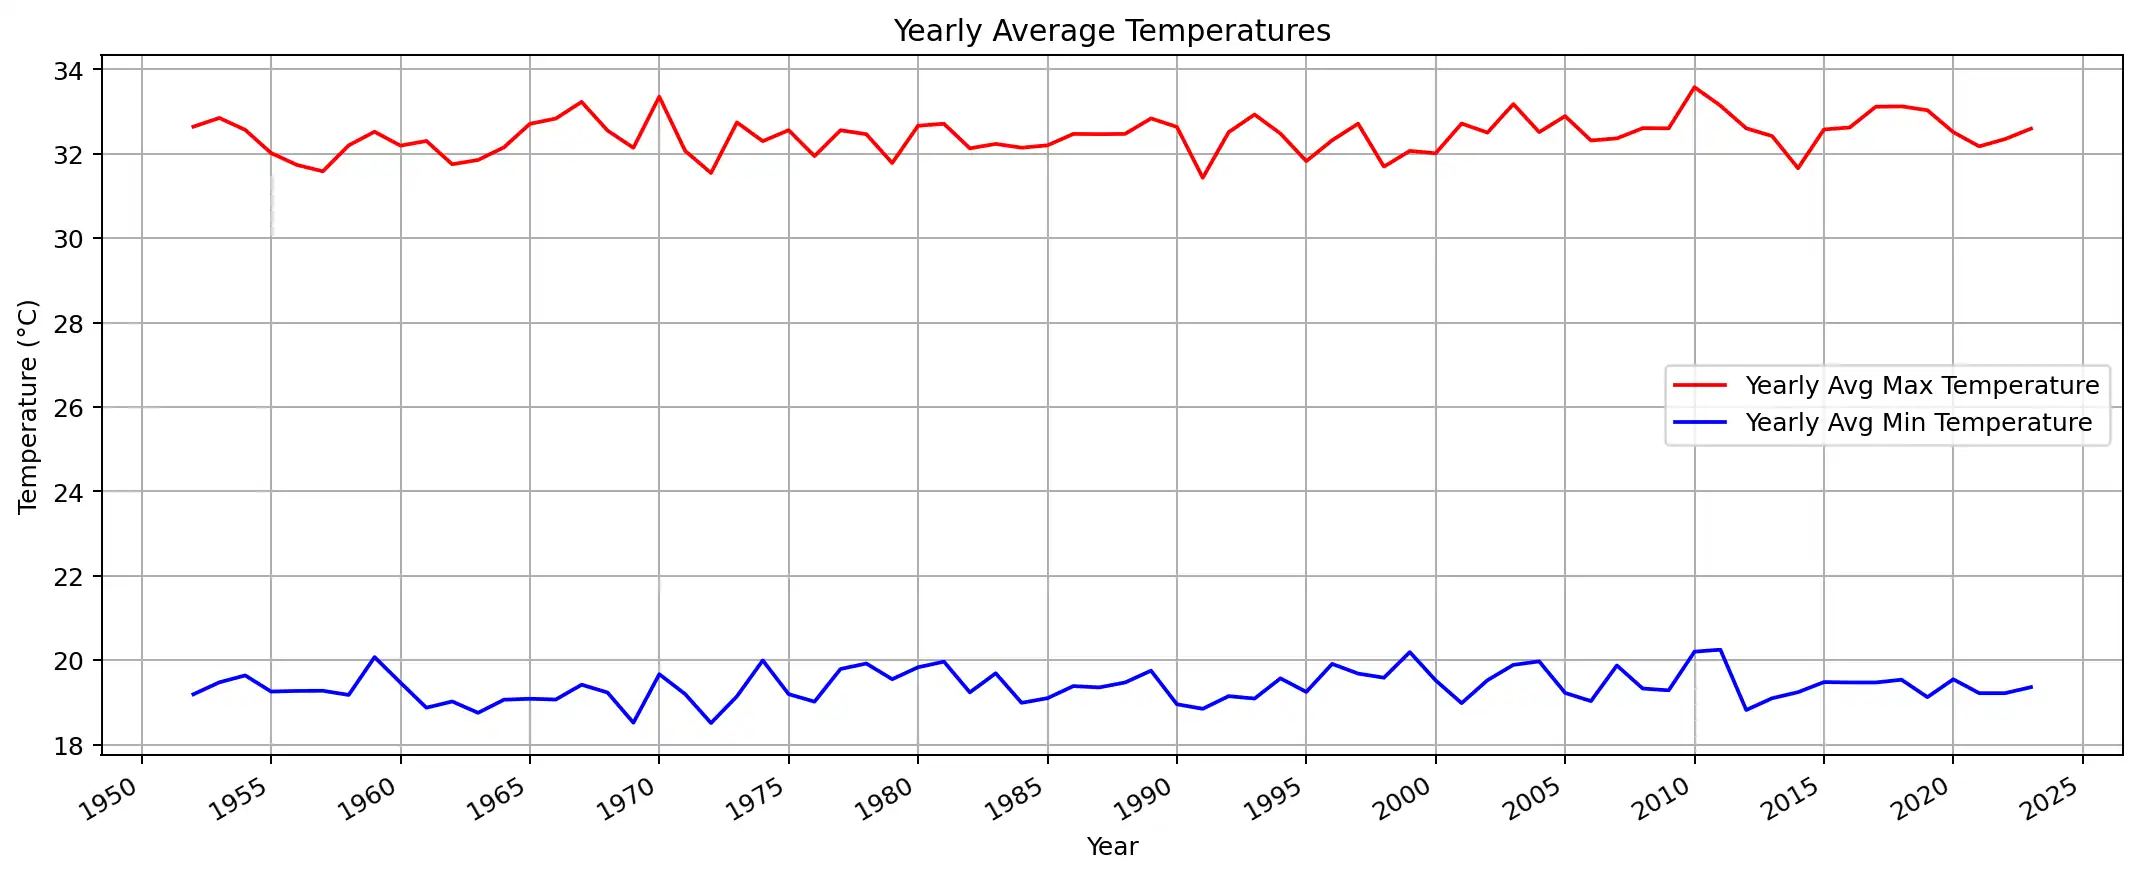 Yearly Average Temperatures
34
32
30
28
26
24
22
20
18
Temperature (°C)
Yearly Avg Max Temperature
Yearly Avg Min Temperature
1950 1955 1960 1965 1970 1975 1980 1985 1990 1995 2000 2005 2010 2015 2020 2025
Year